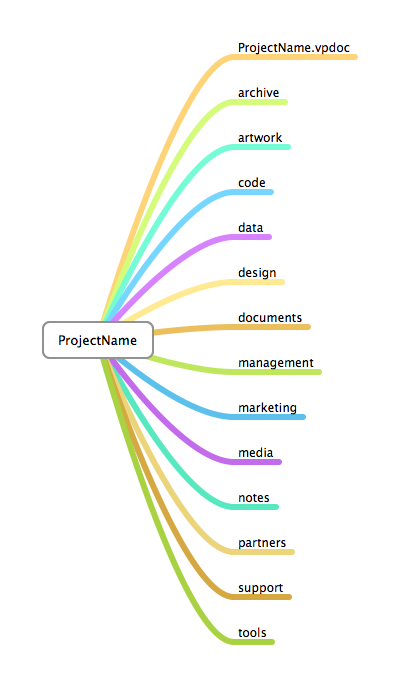 ProjectName.vpdoc
archive
artwork
code
data
design
documents
ProjectName
management
marketing
media
notes
partners
support
tools